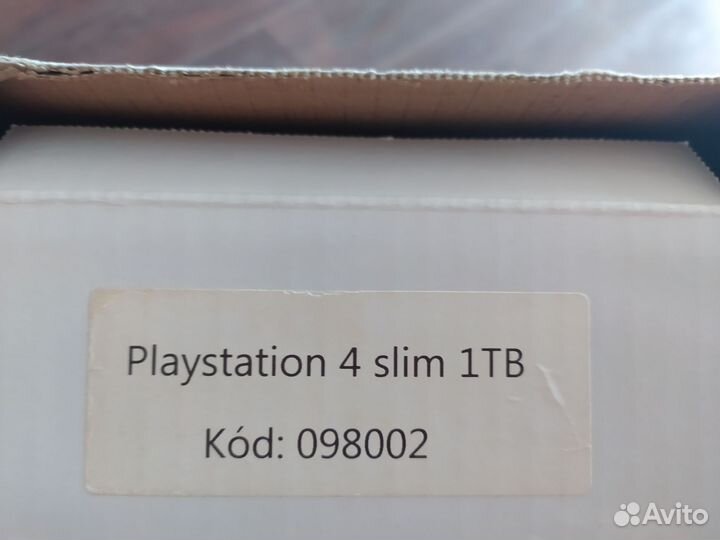 Playstation 4 slim 1TB
Kód: 098002
Avito